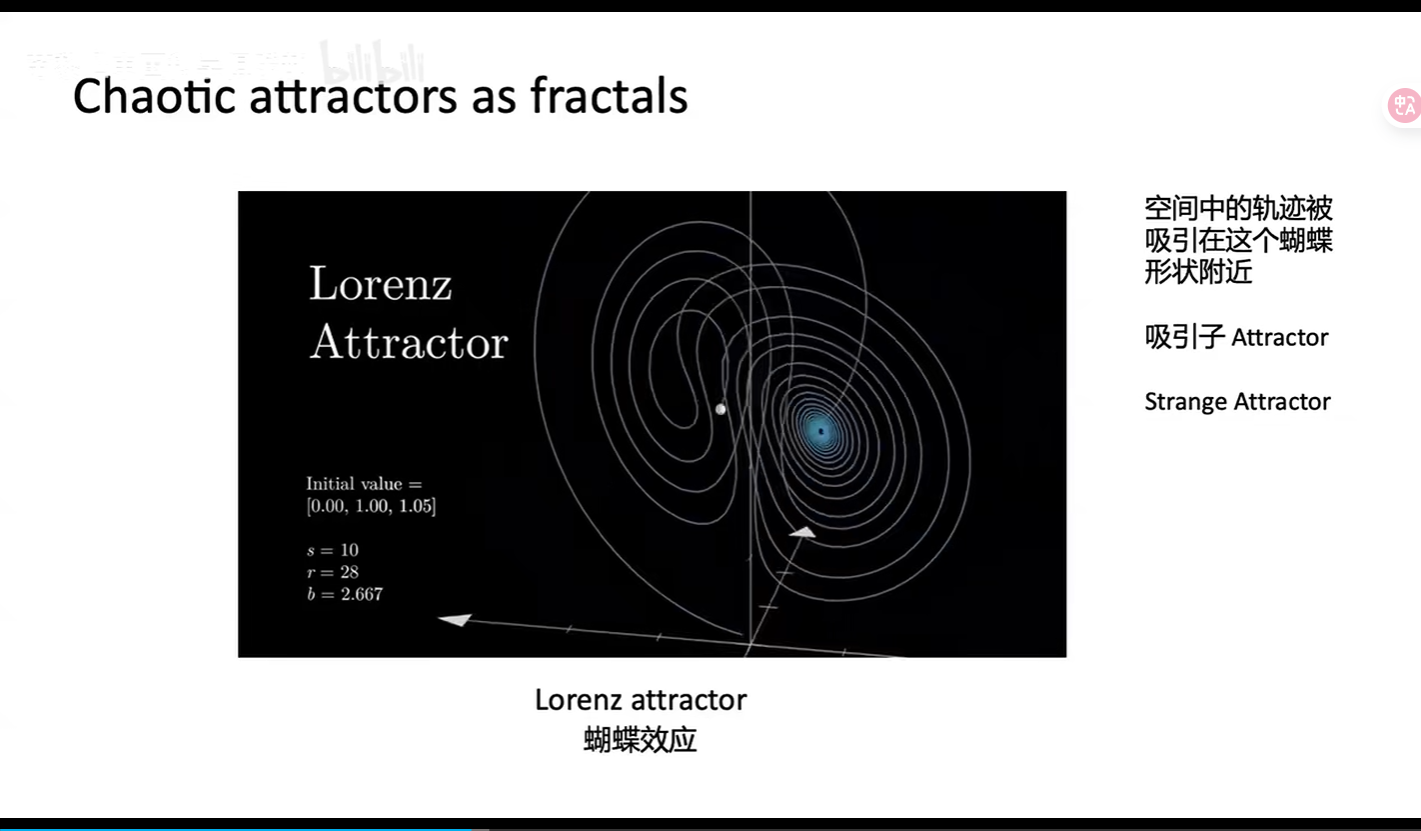 bilibili
Chaotic attractors as fractals
Lorenz
Attractor
Initial value =
[0.00, 1.00, 1.05]
s = 10
r = 28
b = 2.667
空间中的轨迹被
吸引在这个蝴蝶
形状附近
吸引子 Attractor
Strange Attractor
Lorenz attractor
蝴蝶效应